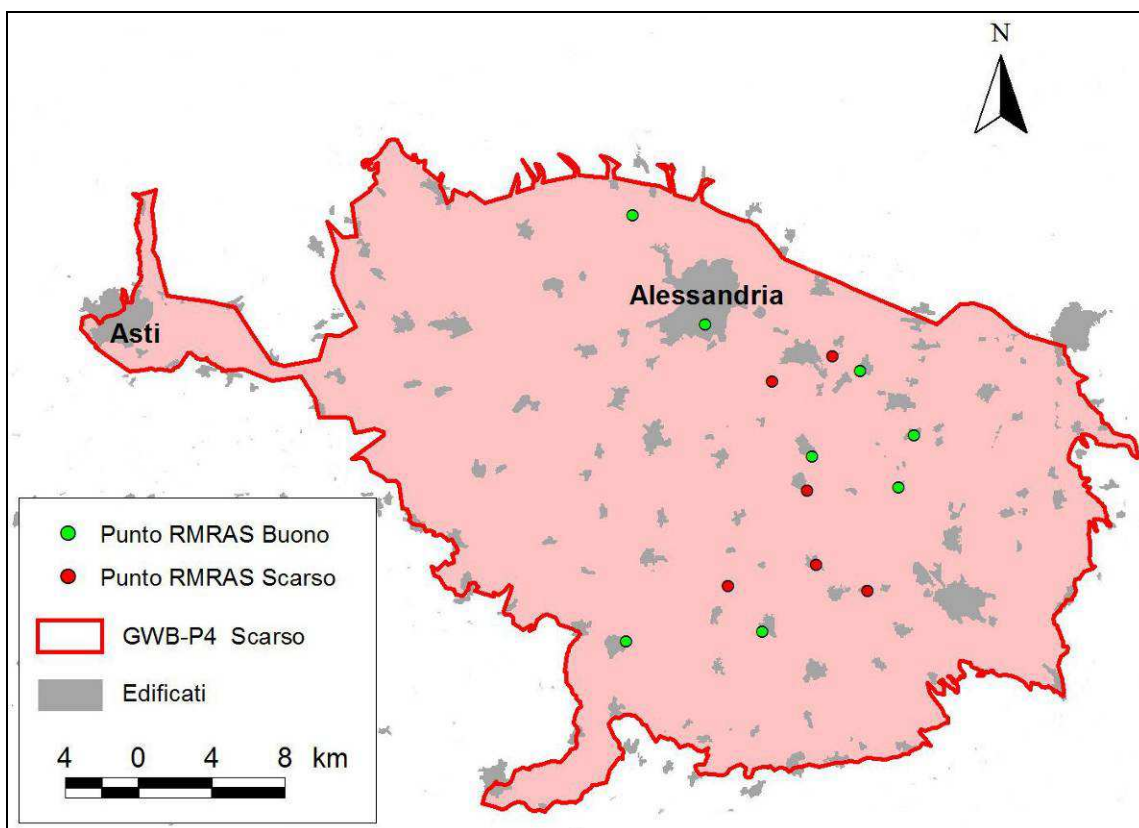 N
Alessandria
Asti
Punto RMRAS Buono
Punto RMRAS Scarso
GWB-P4 Scarso
Edificati
4 0 4 8 km